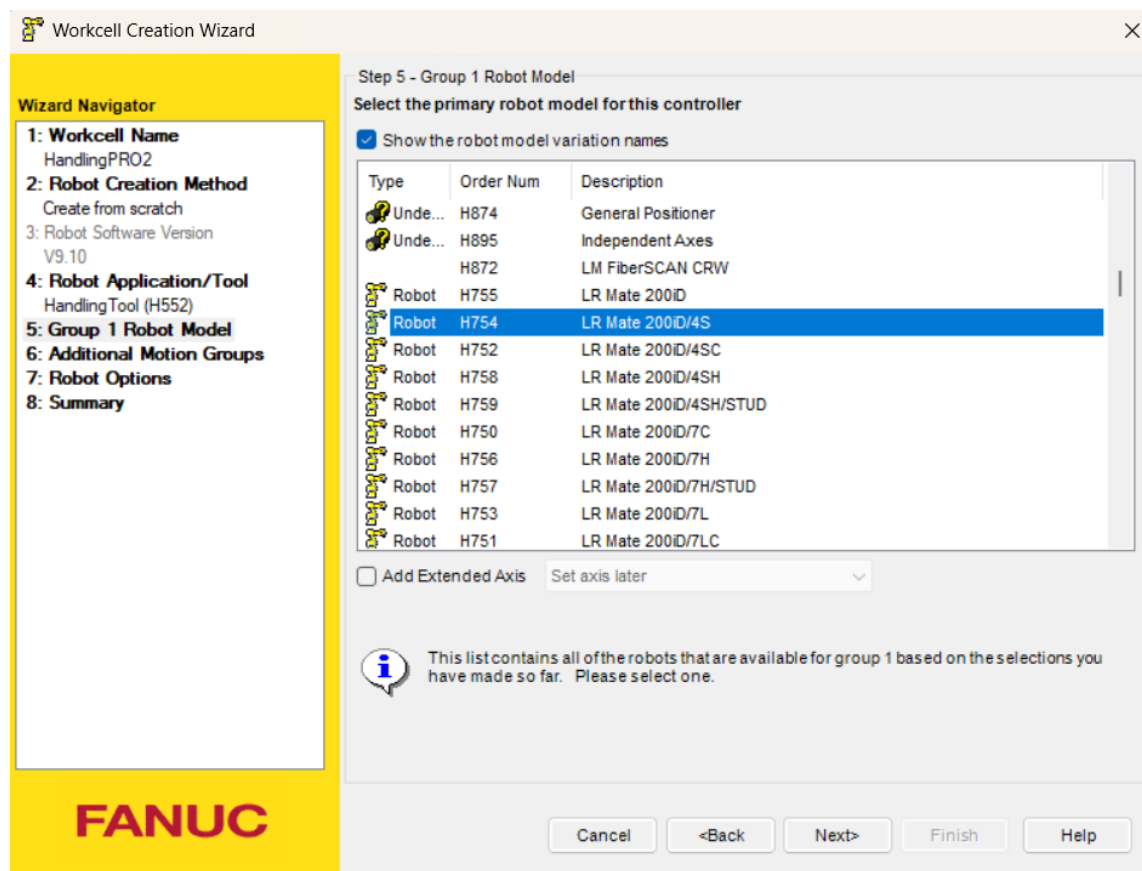 Workcell Creation Wizard
Wizard Navigator
1: Workcell Name
HandlingPRO2
2: Robot Creation Method
Create from scratch
3: Robot Software Version
V9.10
4: Robot Application/Tool
HandlingTool (H552)
5: Group 1 Robot Model
6: Additional Motion Groups
7: Robot Options
8: Summary
FANUC
Step 5 - Group 1 Robot Model
Select the primary robot model for this controller
Show the robot model variation names
Type Order Num Description
Unde... H874 General Positioner
Unde... H895 Independent Axes
H872 LM FiberSCAN CRW
Robot H755 LR Mate 200iD
Robot H754 LR Mate 200iD/4S
Robot H752 LR Mate 200iD/4SC
Robot H758 LR Mate 200iD/4SH
Robot H759 LR Mate 200iD/4SH/STUD
Robot H750 LR Mate 200iD/7C
Robot H756 LR Mate 200iD/7H
Robot H757 LR Mate 200iD/7H/STUD
Robot H753 LR Mate 200iD/7L
Robot H751 LR Mate 200iD/7LC
Add Extended Axis Set axis later
This list contains all of the robots that are available for group 1 based on the selections you
have made so far. Please select one.
Cancel <Back Next> Finish Help